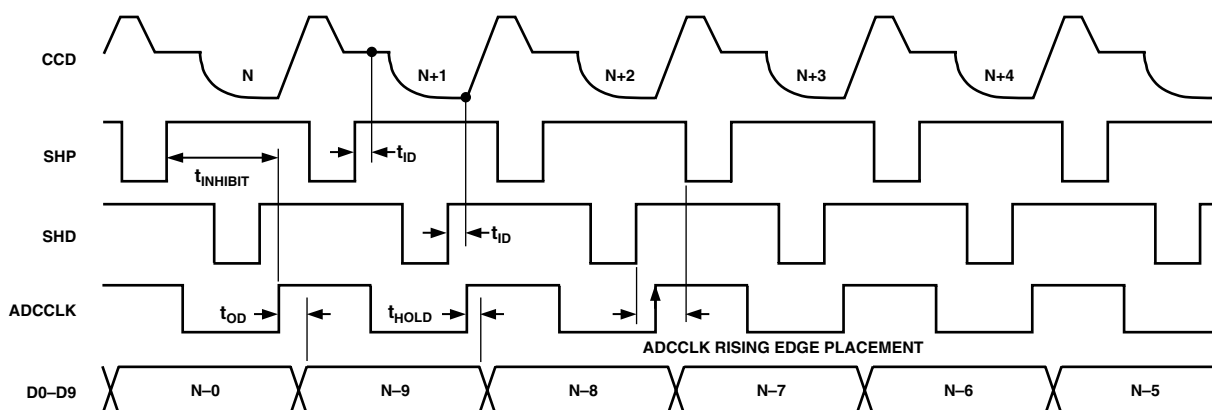 CCD
N
N+1
N+2
N+3
N+4
SHP
tID
tINHIBIT
SHD
tID
ADCCLK
tOD
tHOLD
ADCCLK RISING EDGE PLACEMENT
D0–D9
N–0
N–9
N–8
N–7
N–6
N–5